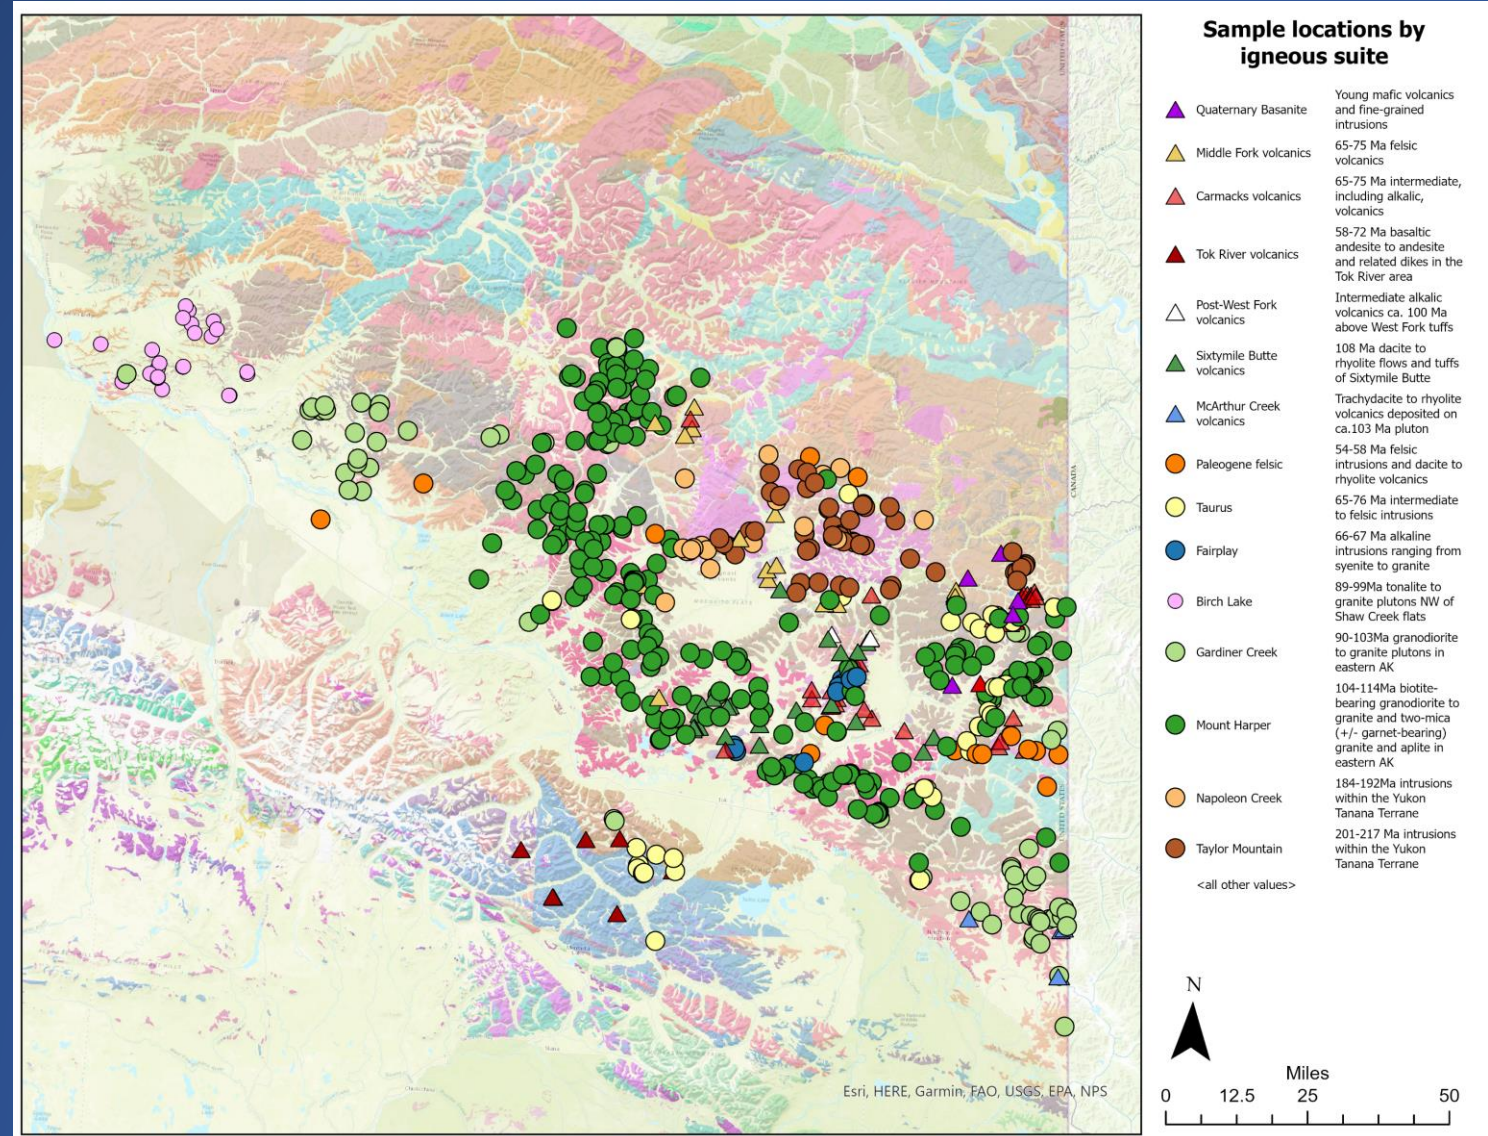 Sample locations by
igneous suite
Quaternary Basanite
Young mafic volcanics
and fine-grained
intrusions
Middle Fork volcanics
65-75 Ma felsic
volcanics
Carmacks volcanics
65-75 Ma intermediate,
including alkalic,
volcanics
Tok River volcanics
58-72 Ma basaltic
andesite to andesite
and related dikes in the
Tok River area
Post-West Fork
volcanics
Intermediate alkalic
volcanics ca. 100 Ma
above West Fork tuffs
Sixtymile Butte
volcanics
108 Ma dacite to
rhyolite flows and tuffs
of Sixtymile Butte
McArthur Creek
volcanics
Trachydacite to rhyolite
volcanics deposited on
ca.103 Ma pluton
Paleogene felsic
54-58 Ma felsic
intrusions and dacite to
rhyolite volcanics
Taurus
65-76 Ma intermediate
to felsic intrusions
Fairplay
66-67 Ma alkaline
intrusions ranging from
syenite to granite
Birch Lake
89-99Ma tonalite to
granite plutons NW of
Shaw Creek flats
Gardiner Creek
90-103Ma granodiorite
to granite plutons in
eastern AK
Mount Harper
104-114Ma biotite-
bearing granodiorite to
granite and two-mica
(+/- garnet-bearing)
granite and aplite in
eastern AK
Napoleon Creek
184-192Ma intrusions
within the Yukon
Tanana Terrane
Taylor Mountain
201-217 Ma intrusions
within the Yukon
Tanana Terrane
<all other values>
N
Miles
0 12.5 25 50
UNITED STATES
CANADA
Esri, HERE, Garmin, FAO, USGS, EPA, NPS